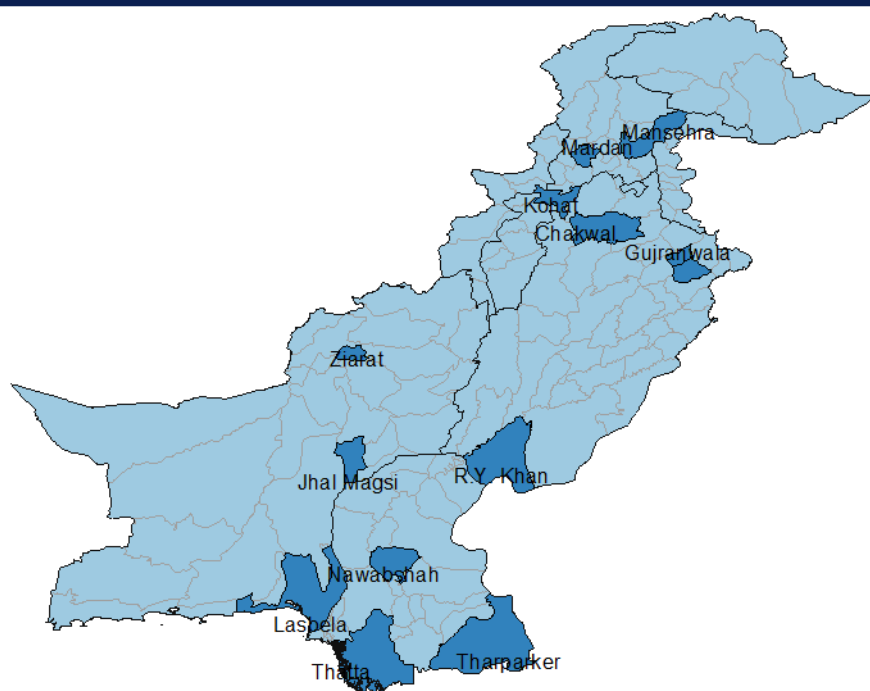 Mansehra
Mardan
Kohat
Chakwal
Gujranwala
Ziarat
Jhal Magsi
R.Y. Khan
Nawabshah
Lasbela
Thatta
Tharparker